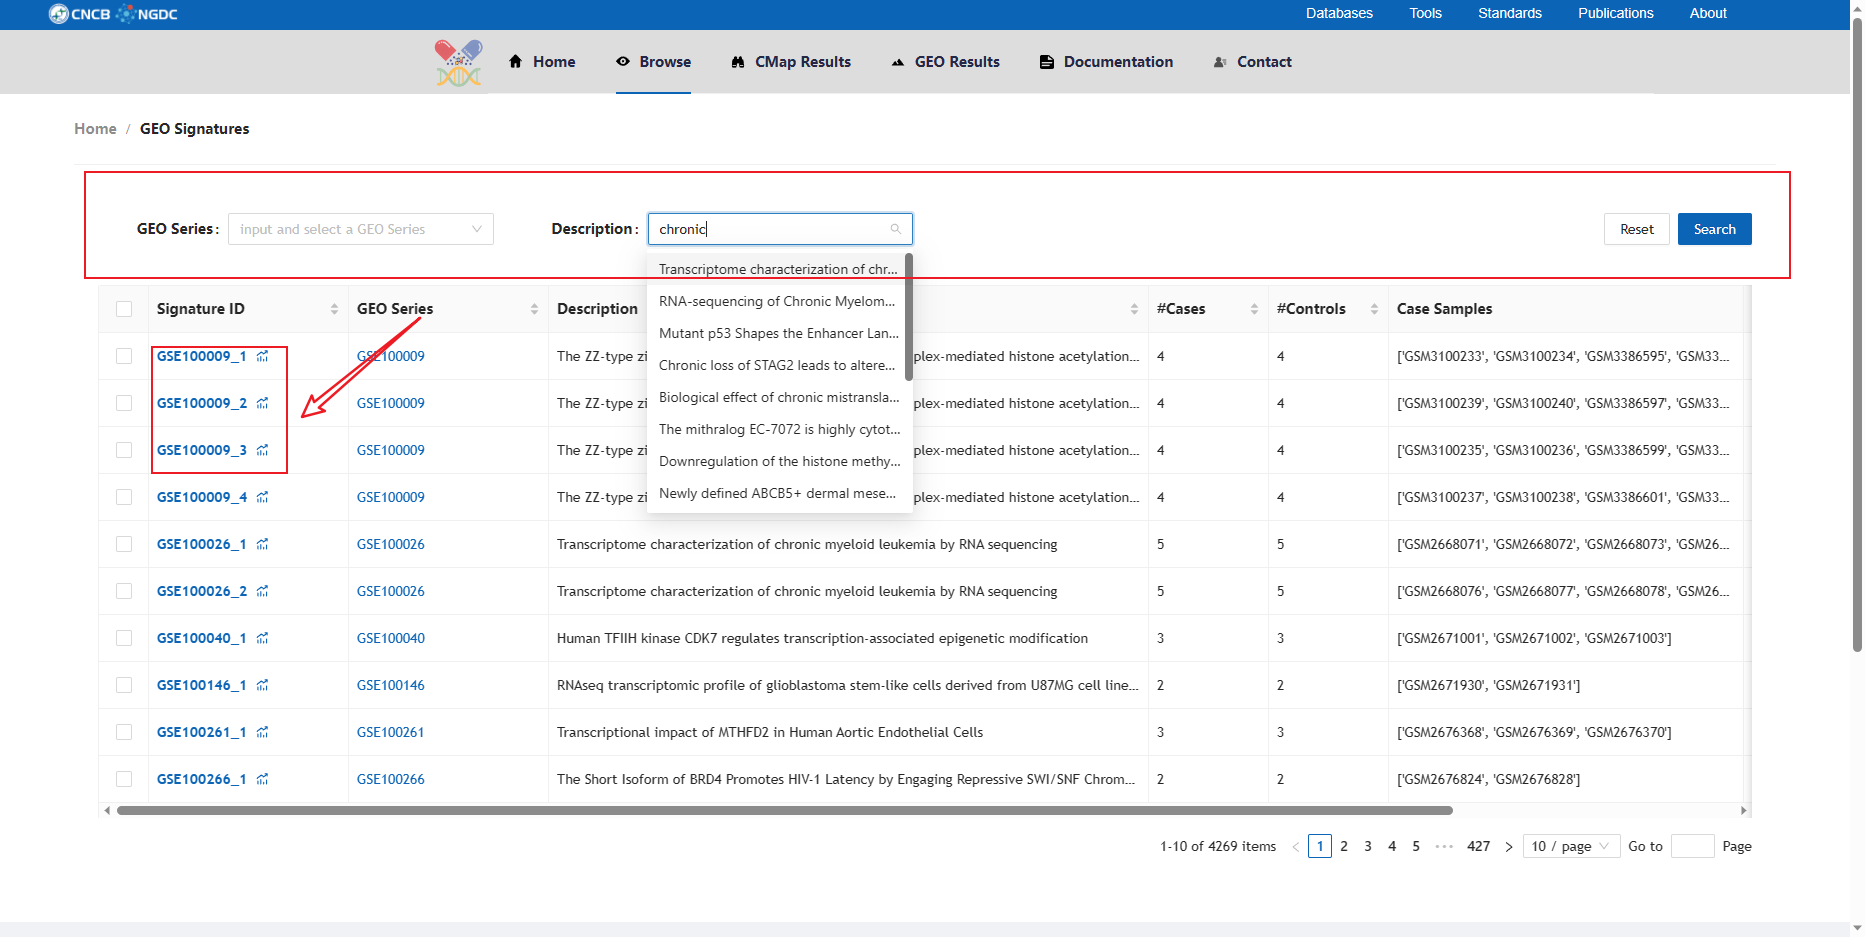 CNCB NGDC Databases Tools Standards Publications About
Home Browse CMap Results GEO Results Documentation Contact
Home / GEO Signatures
GEO Series : input and select a GEO Series Description : chronic Reset Search
Transcriptome characterization of chr...
RNA-sequencing of Chronic Myelom...
Mutant p53 Shapes the Enhancer Lan...
Chronic loss of STAG2 leads to altere...
Biological effect of chronic mistransla...
The mithralog EC-7072 is highly cytot...
Downregulation of the histone methy...
Newly defined ABCB5+ dermal mese...
Signature ID GEO Series Description #Cases #Controls Case Samples
GSE100009_1 GSE100009 The ZZ-type zi plex-mediated histone acetylation... 4 4 ['GSM3100233', 'GSM3100234', 'GSM3386595', 'GSM33...
GSE100009_2 GSE100009 The ZZ-type zi plex-mediated histone acetylation... 4 4 ['GSM3100239', 'GSM3100240', 'GSM3386597', 'GSM33...
GSE100009_3 GSE100009 The ZZ-type zi plex-mediated histone acetylation... 4 4 ['GSM3100235', 'GSM3100236', 'GSM3386599', 'GSM33...
GSE100009_4 GSE100009 The ZZ-type zi plex-mediated histone acetylation... 4 4 ['GSM3100237', 'GSM3100238', 'GSM3386601', 'GSM33...
GSE100026_1 GSE100026 Transcriptome characterization of chronic myeloid leukemia by RNA sequencing 5 5 ['GSM2668071', 'GSM2668072', 'GSM2668073', 'GSM26...
GSE100026_2 GSE100026 Transcriptome characterization of chronic myeloid leukemia by RNA sequencing 5 5 ['GSM2668076', 'GSM2668077', 'GSM2668078', 'GSM26...
GSE100040_1 GSE100040 Human TFIIH kinase CDK7 regulates transcription-associated epigenetic modification 3 3 ['GSM2671001', 'GSM2671002', 'GSM2671003']
GSE100146_1 GSE100146 RNAseq transcriptomic profile of glioblastoma stem-like cells derived from U87MG cell line... 2 2 ['GSM2671930', 'GSM2671931']
GSE100261_1 GSE100261 Transcriptional impact of MTHFD2 in Human Aortic Endothelial Cells 3 3 ['GSM2676368', 'GSM2676369', 'GSM2676370']
GSE100266_1 GSE100266 The Short Isoform of BRD4 Promotes HIV-1 Latency by Engaging Repressive SWI/SNF Chrom... 2 2 ['GSM2676824', 'GSM2676828']
1-10 of 4269 items < 1 2 3 4 5 ••• 427 > 10 / page Go to Page